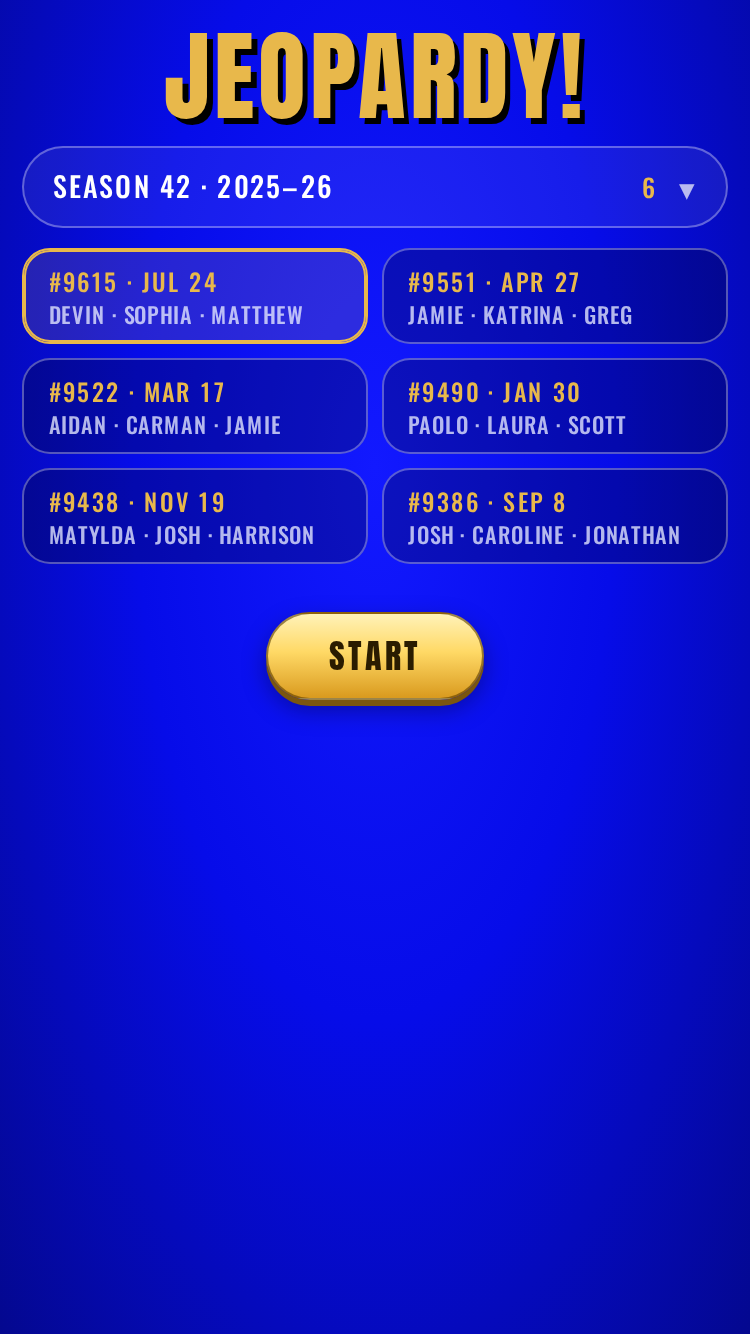 JEOPARDY!
SEASON 42 · 2025–26 6 ▼
#9615 · JUL 24
DEVIN · SOPHIA · MATTHEW
#9551 · APR 27
JAMIE · KATRINA · GREG
#9522 · MAR 17
AIDAN · CARMAN · JAMIE
#9490 · JAN 30
PAOLO · LAURA · SCOTT
#9438 · NOV 19
MATYLDA · JOSH · HARRISON
#9386 · SEP 8
JOSH · CAROLINE · JONATHAN
START